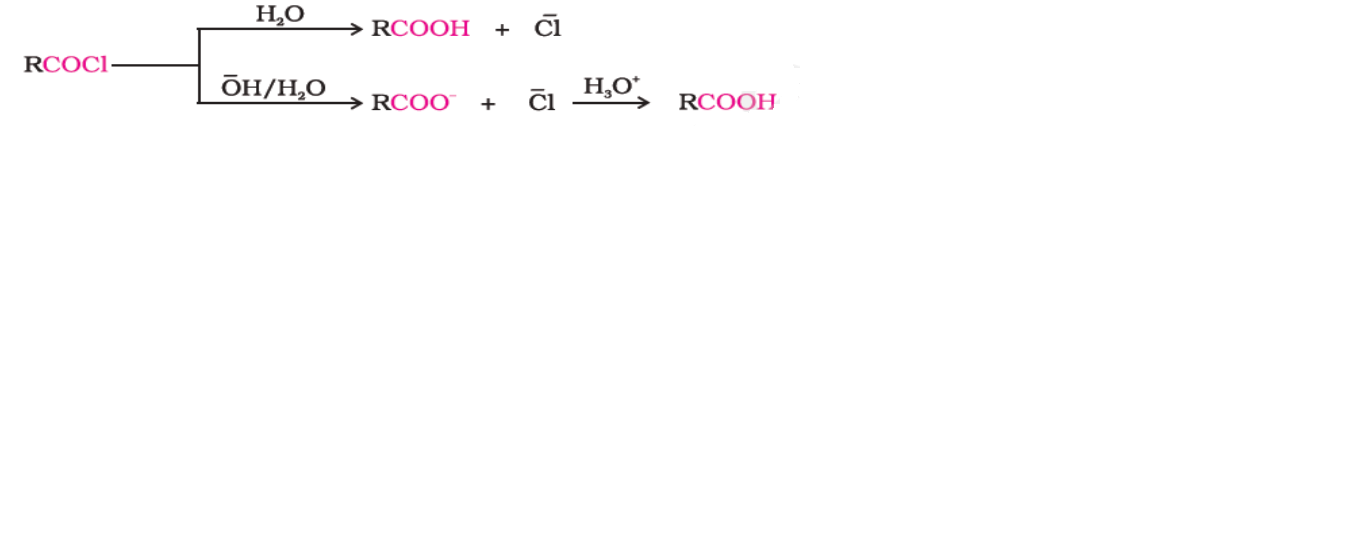 H₂O
RCOOH + C̄l
RCOCl
ŌH/H₂O
RCOO⁻ + C̄l
H₃O⁺
RCOOH